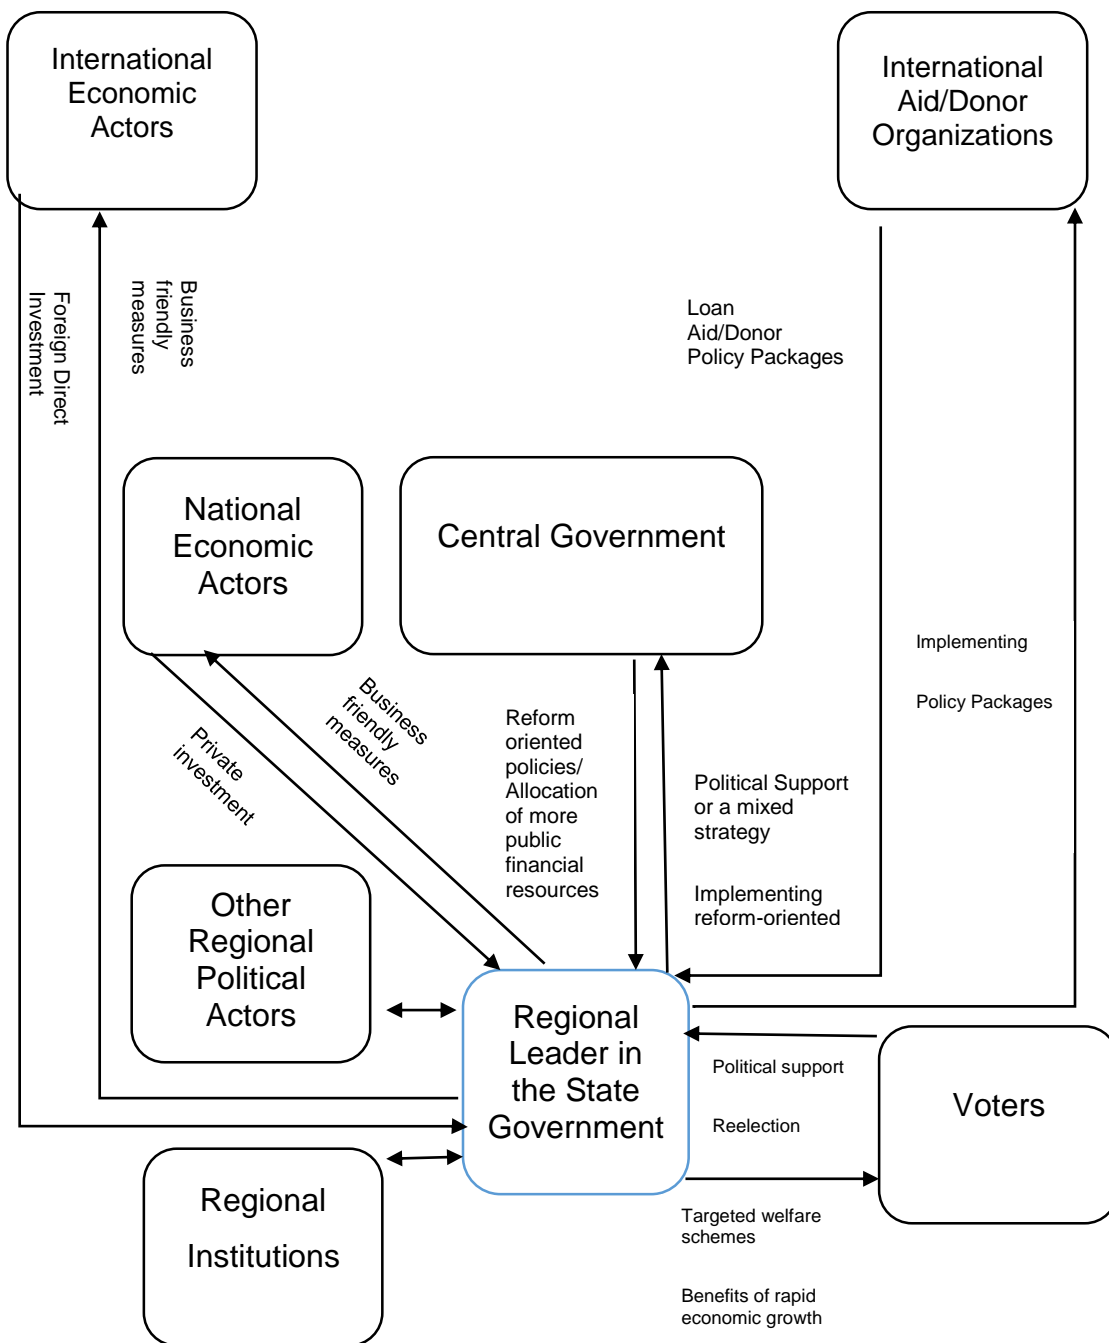 International
Economic
Actors
International
Aid/Donor
Organizations
Foreign Direct
Investment
Business
friendly
measures
Loan
Aid/Donor
Policy Packages
National
Economic
Actors
Central Government
Implementing
Policy Packages
Private
investment
Business
friendly
measures
Reform
oriented
policies/
Allocation
of more
public
financial
resources
Political Support
or a mixed
strategy
Implementing
reform-oriented
Other
Regional
Political
Actors
Regional
Leader in
the State
Government
Political support
Reelection
Voters
Regional
Institutions
Targeted welfare
schemes
Benefits of rapid
economic growth